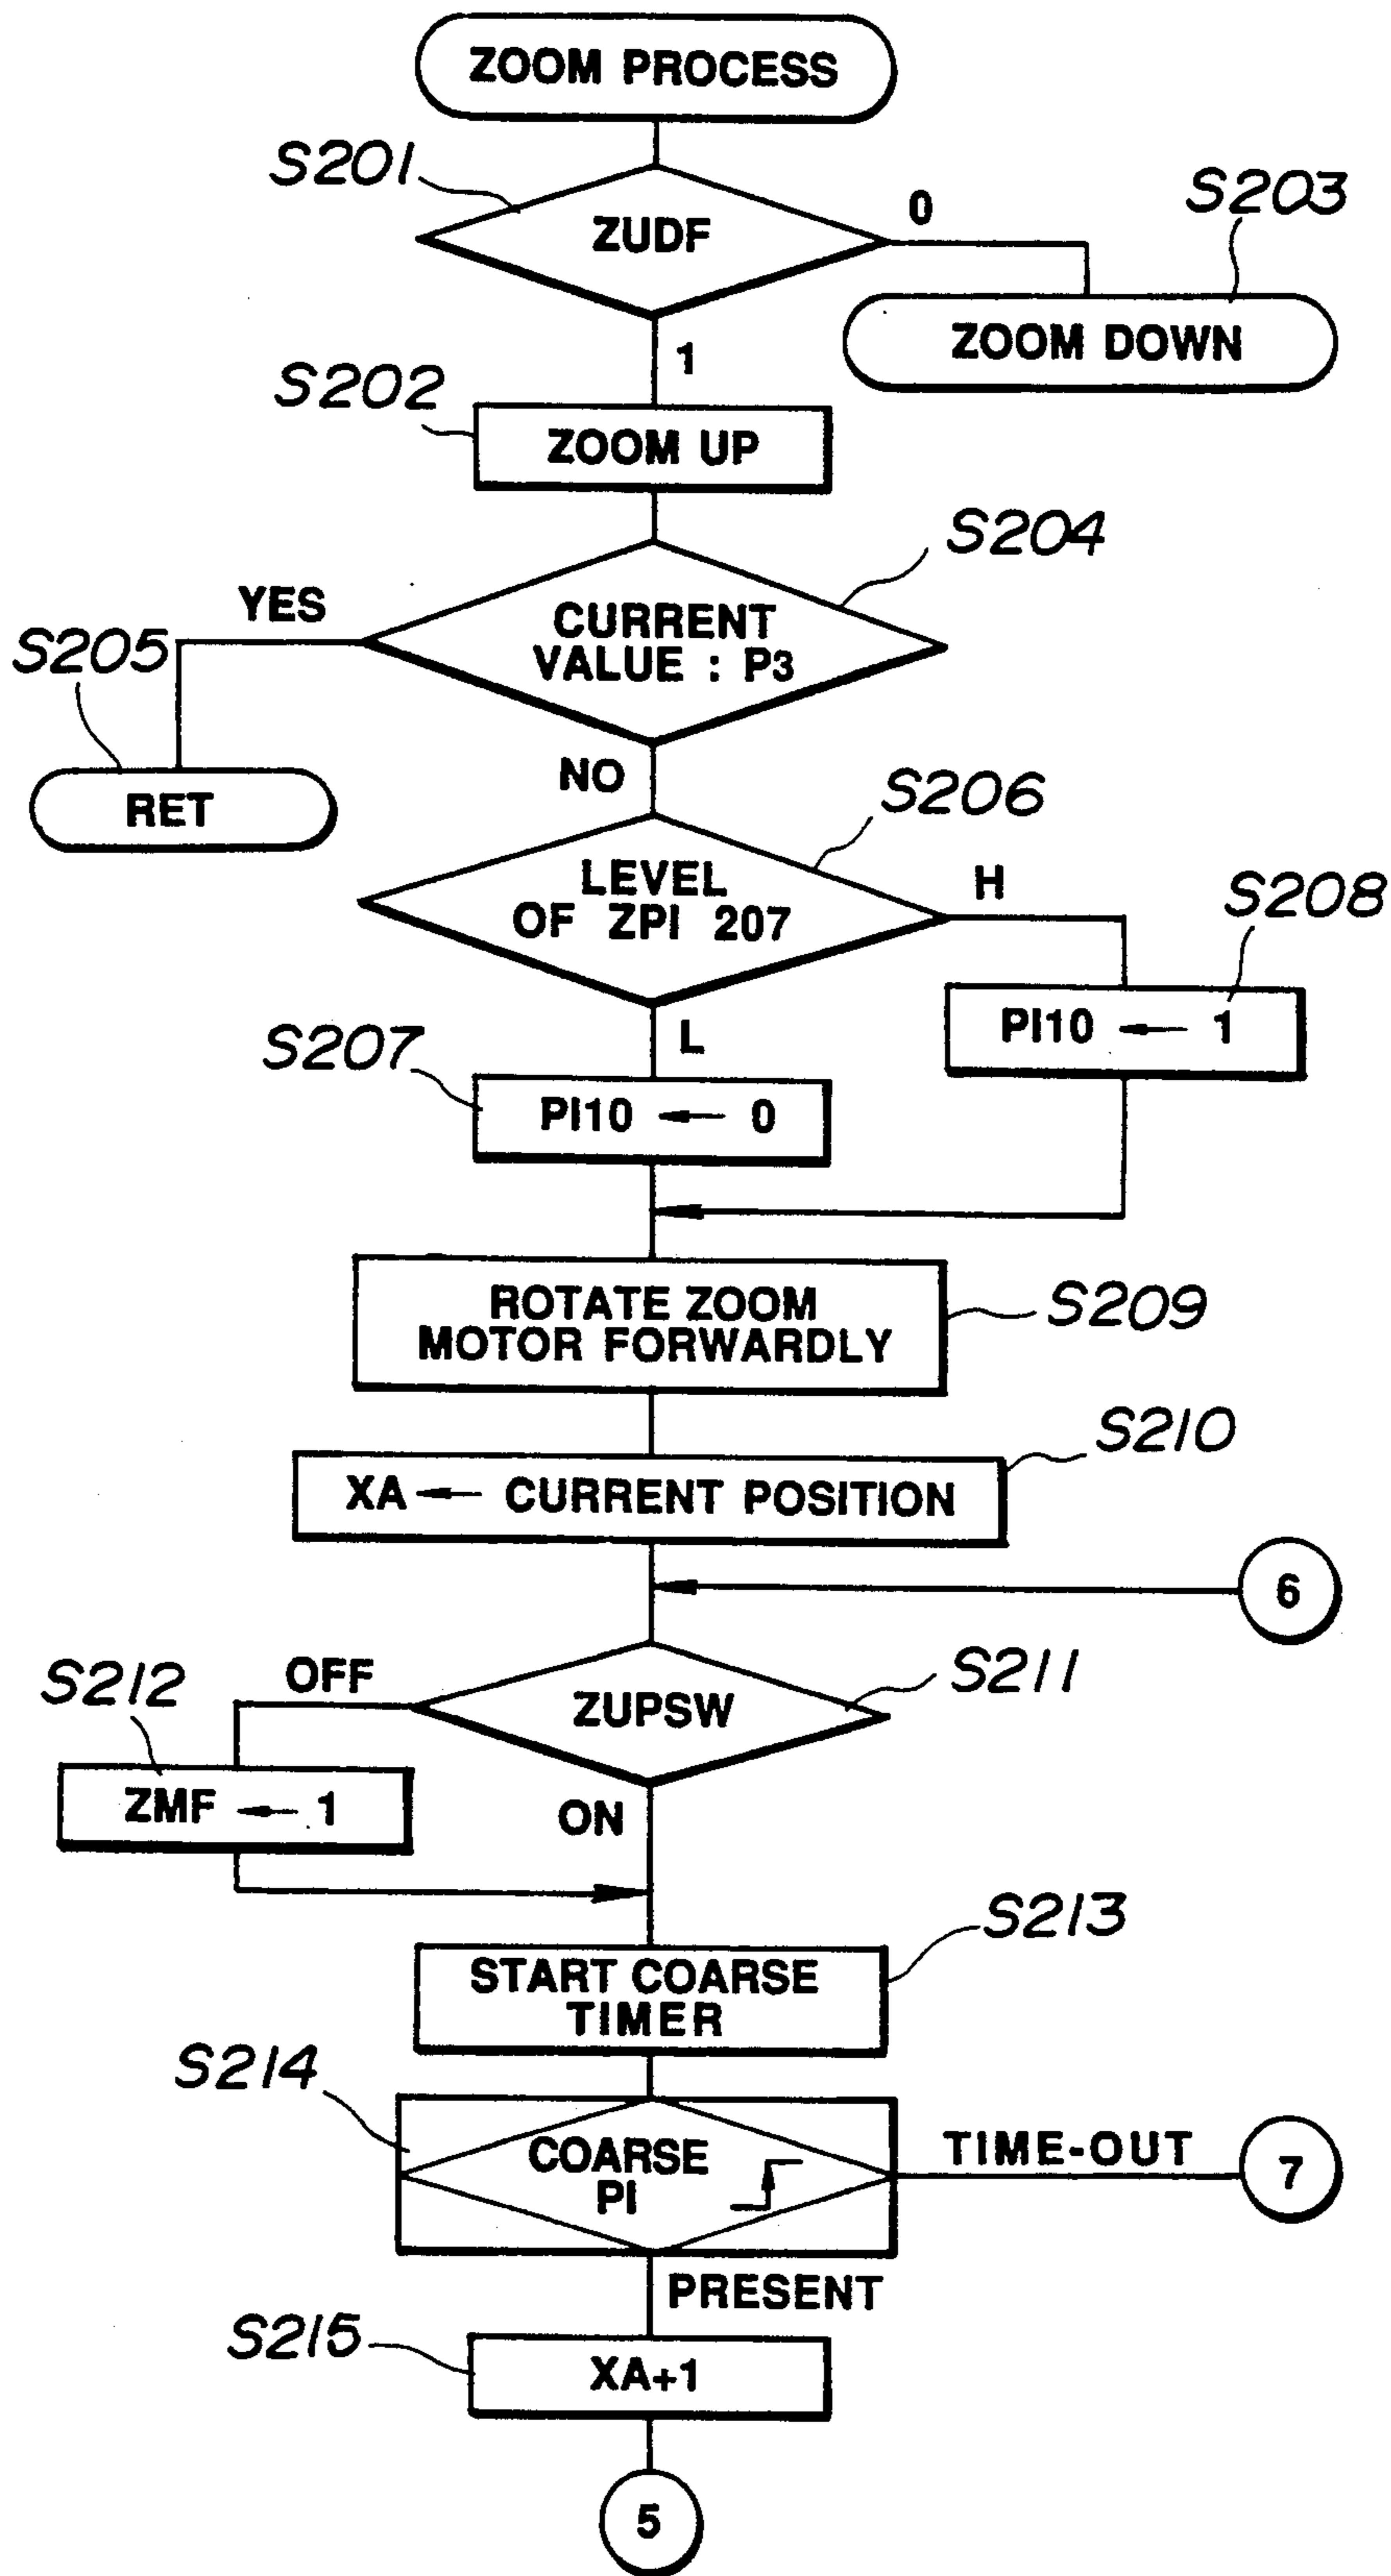 ZOOM PROCESS
S201
ZUDF
0
S203
ZOOM DOWN
1
S202
ZOOM UP
S204
YES
CURRENT
VALUE : P3
S205
RET
NO
S206
LEVEL
OF ZPI 207
H
S208
PI10 ← 1
S207
L
PI10 ← 0
ROTATE ZOOM
MOTOR FORWARDLY
S209
S210
XA ← CURRENT POSITION
6
S211
S212
OFF
ZUPSW
ZMF ← 1
ON
S213
START COARSE
TIMER
S214
COARSE
PI
TIME-OUT
7
PRESENT
S215
XA+1
5